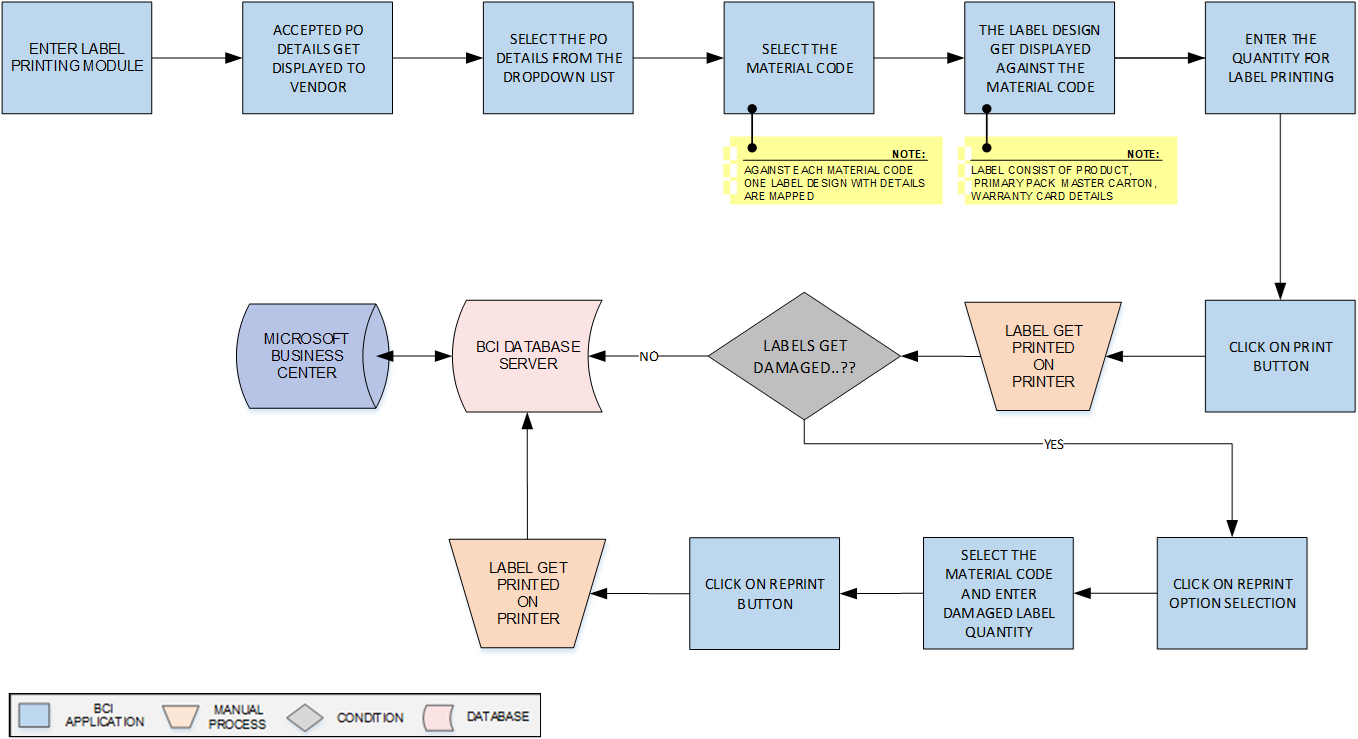 ENTER LABEL
PRINTING MODULE
ACCEPTED PO
DETAILS GET
DISPLAYED TO
VENDOR
SELECT THE PO
DETAILS FROM THE
DROPDOWN LIST
SELECT THE
MATERIAL CODE
THE LABEL DESIGN
GET DISPLAYED
AGAINST THE
MATERIAL CODE
ENTER THE
QUANTITY FOR
LABEL PRINTING
NOTE:
AGAINST EACH MATERIAL CODE
ONE LABEL DESIGN WITH DETAILS
ARE MAPPED
NOTE:
LABEL CONSIST OF PRODUCT,
PRIMARY PACK MASTER CARTON,
WARRANTY CARD DETAILS
MICROSOFT
BUSINESS
CENTER
BCI DATABASE
SERVER
NO
LABELS GET
DAMAGED..??
LABEL GET
PRINTED
ON
PRINTER
CLICK ON PRINT
BUTTON
YES
LABEL GET
PRINTED
ON
PRINTER
CLICK ON REPRINT
BUTTON
SELECT THE
MATERIAL CODE
AND ENTER
DAMAGED LABEL
QUANTITY
CLICK ON REPRINT
OPTION SELECTION
BCI
APPLICATION
MANUAL
PROCESS
CONDITION
DATABASE